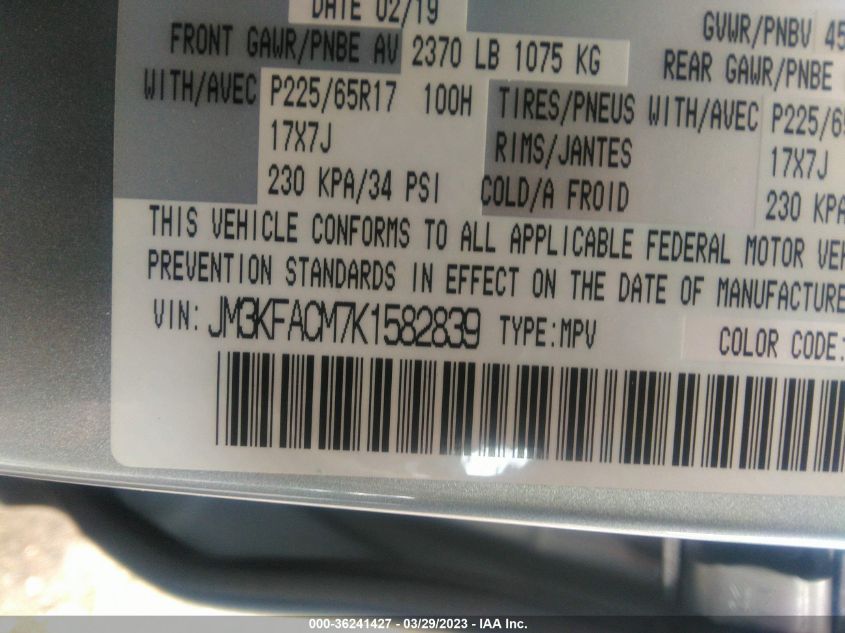 DATE 02/19
GVWR/PNBV 45
FRONT GAWR/PNBE AV 2370 LB 1075 KG REAR GAWR/PNBE
WITH/AVEC P225/65R17 100H TIRES/PNEUS WITH/AVEC P225/65
17X7J RIMS/JANTES 17X7J
230 KPA/34 PSI COLD/A FROID 230 KPA
THIS VEHICLE CONFORMS TO ALL APPLICABLE FEDERAL MOTOR VEH
PREVENTION STANDARDS IN EFFECT ON THE DATE OF MANUFACTURE
VIN: JM3KFACM7K1582839 TYPE:MPV COLOR CODE:
000-36241427 - 03/29/2023 - IAA Inc.